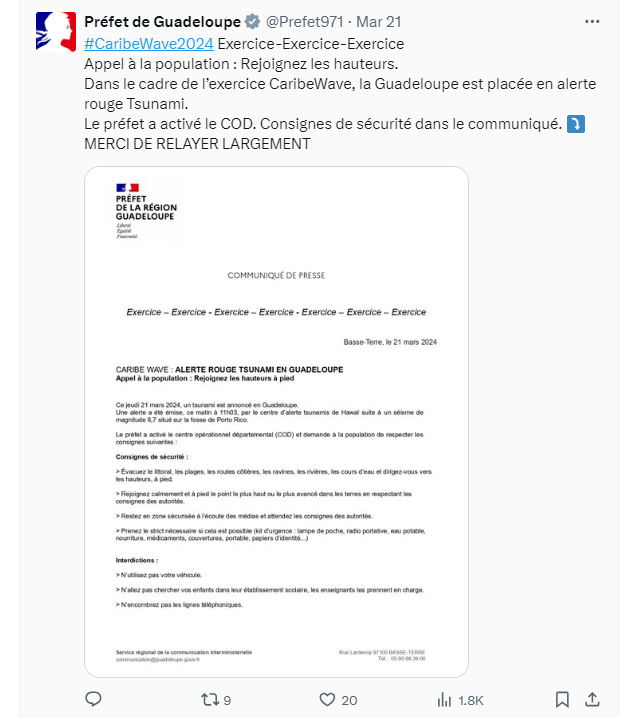 Préfet de Guadeloupe @Prefet971 · Mar 21
#CaribeWave2024 Exercice-Exercice-Exercice
Appel à la population : Rejoignez les hauteurs.
Dans le cadre de l’exercice CaribeWave, la Guadeloupe est placée en alerte
rouge Tsunami.
Le préfet a activé le COD. Consignes de sécurité dans le communiqué.
MERCI DE RELAYER LARGEMENT
PRÉFET
DE LA RÉGION
GUADELOUPE
Liberté
Égalité
Fraternité
COMMUNIQUÉ DE PRESSE
Exercice – Exercice - Exercice – Exercice - Exercice – Exercice – Exercice
Basse-Terre, le 21 mars 2024
CARIBE WAVE : ALERTE ROUGE TSUNAMI EN GUADELOUPE
Appel à la population : Rejoignez les hauteurs à pied
Ce jeudi 21 mars 2024, un tsunami est annoncé en Guadeloupe.
Une alerte a été émise, ce matin à 11h03, par le centre d’alerte tsunamis de Hawaï suite à un séisme de
magnitude 8,7 situé sur la fosse de Porto Rico.
Le préfet a activé le centre opérationnel départemental (COD) et demande à la population de respecter les
consignes suivantes :
Consignes de sécurité :
> Évacuez le littoral, les plages, les routes côtières, les ravines, les rivières, les cours d’eau et dirigez-vous vers
les hauteurs, à pied.
> Rejoignez calmement et à pied le point le plus haut ou le plus avancé dans les terres en respectant les
consignes des autorités.
> Restez en zone sécurisée à l’écoute des médias et attendez les consignes des autorités.
> Prenez le strict nécessaire si cela est possible (kit d’urgence : lampe de poche, radio portative, eau potable,
nourriture, médicaments, couvertures, portable, papiers d’identité...)
Interdictions :
> N’utilisez pas votre véhicule.
> N’allez pas chercher vos enfants dans leur établissement scolaire, les enseignants les prennent en charge.
> N’encombrez pas les lignes téléphoniques.
Service régional de la communication interministérielle
communication@guadeloupe.gouv.fr
Rue Lardenoy 97100 BASSE-TERRE
Tél. : 05.90.99.39.09
9
20
1.8K